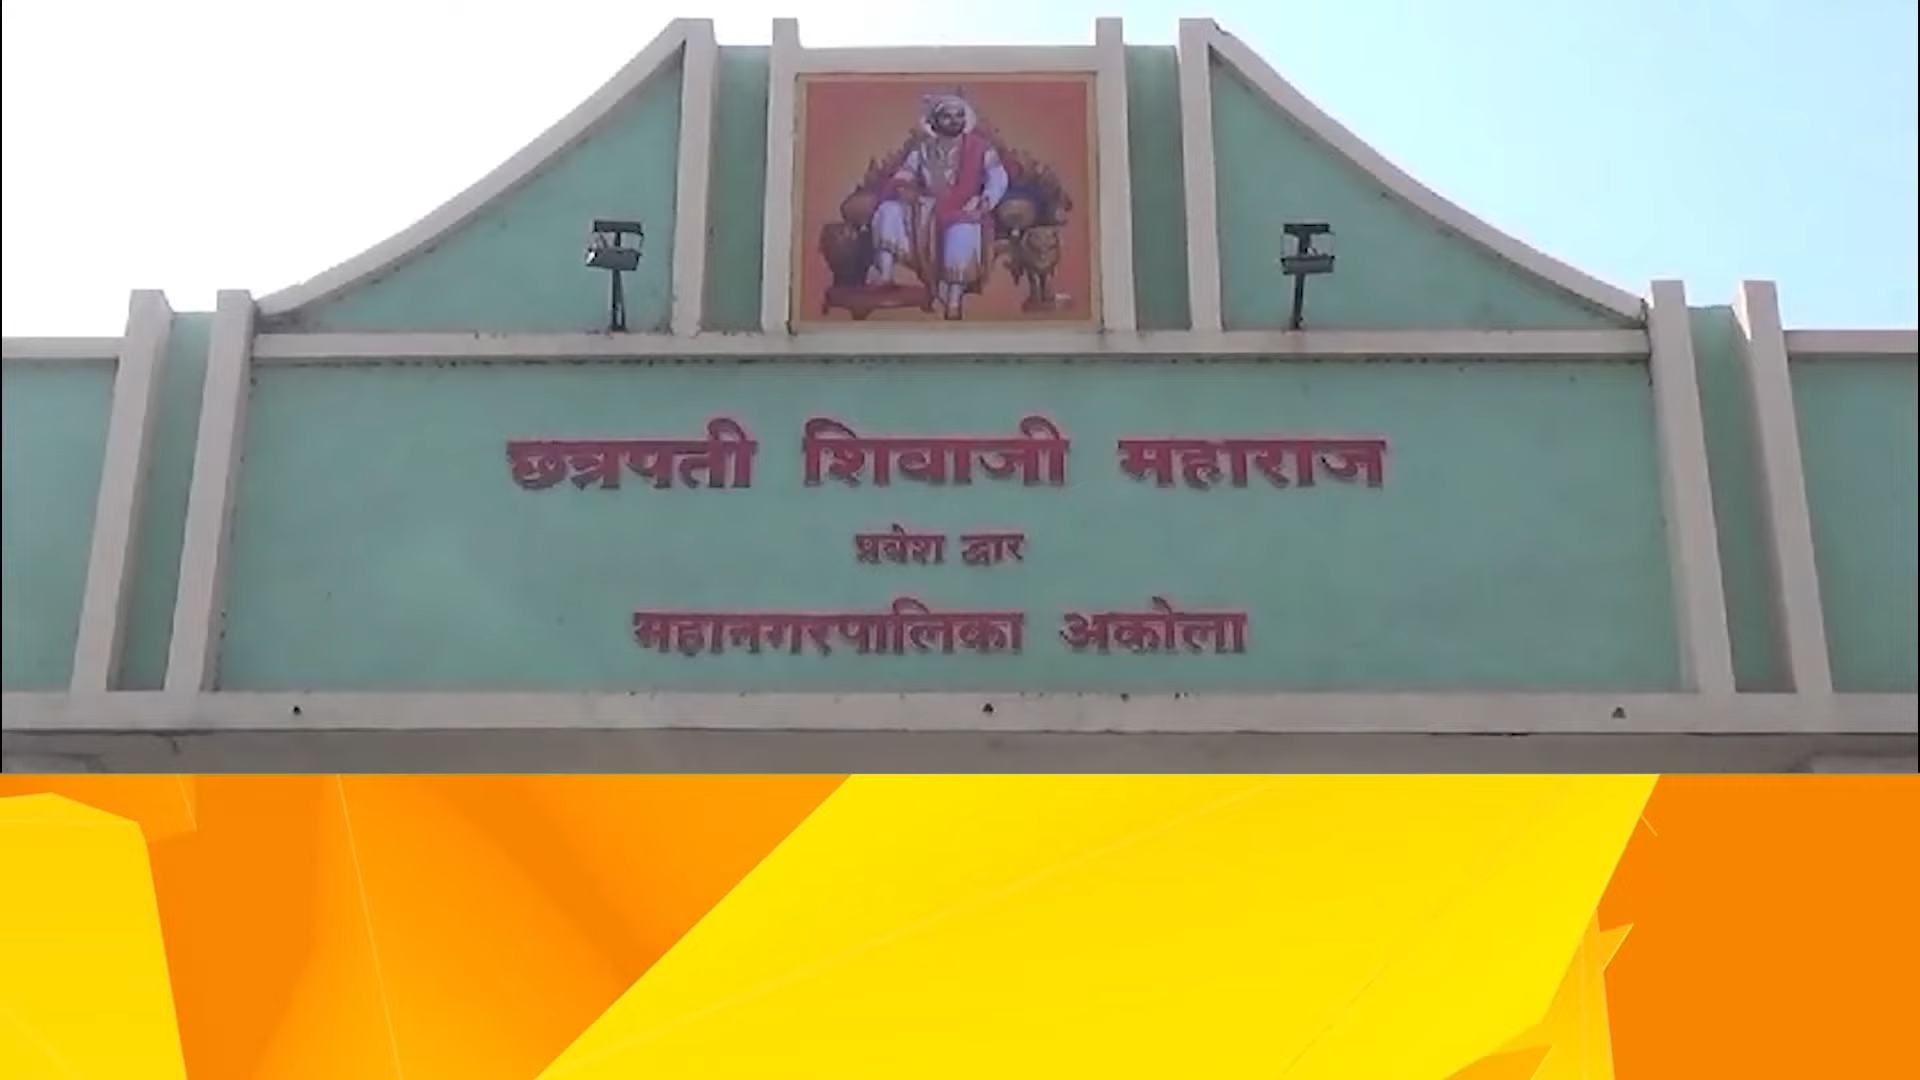 छत्रपती शिवाजी महाराज
प्रवेश द्वार
महानगरपालिका अकोला